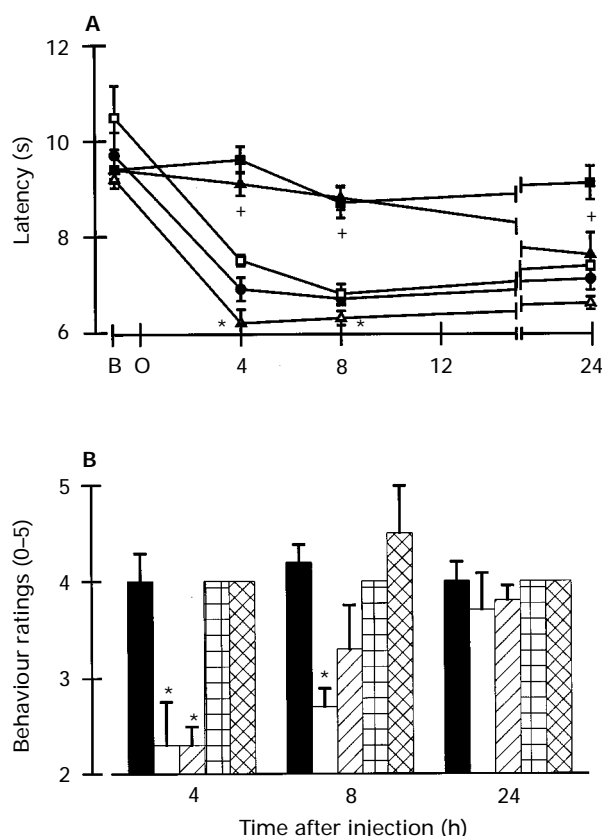 A
12
10
8
6
Latency (s)
+
+
+
*
*
B O 4 8 12 24
B
5
4
3
2
Behaviour ratings (0–5)
* * *
4 8 24
Time after injection (h)